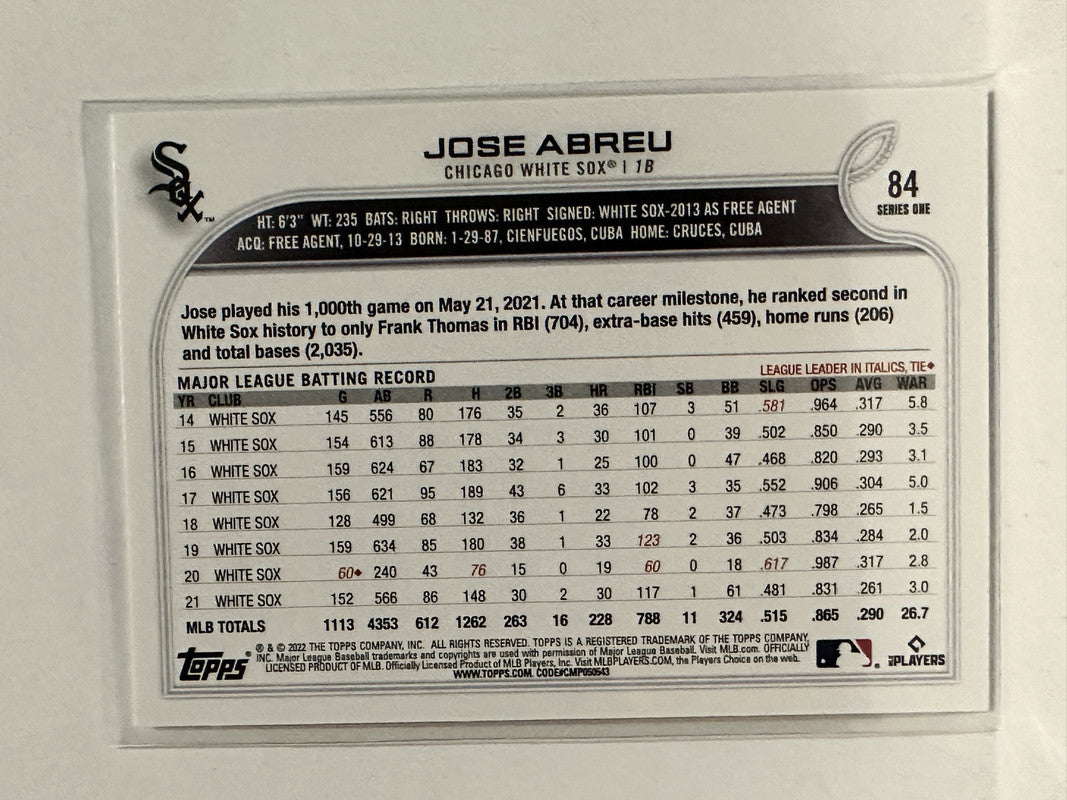 Sox™
JOSE ABREU
CHICAGO WHITE SOX® | 1B
84
SERIES ONE
HT: 6'3" WT: 235 BATS: RIGHT THROWS: RIGHT SIGNED: WHITE SOX-2013 AS FREE AGENT
ACQ: FREE AGENT, 10-29-13 BORN: 1-29-87, CIENFUEGOS, CUBA HOME: CRUCES, CUBA
Jose played his 1,000th game on May 21, 2021. At that career milestone, he ranked second in
White Sox history to only Frank Thomas in RBI (704), extra-base hits (459), home runs (206)
and total bases (2,035).
MAJOR LEAGUE BATTING RECORD
LEAGUE LEADER IN ITALICS, TIE♦
YR CLUB G AB R H 2B 3B HR RBI SB BB SLG OPS AVG WAR
14 WHITE SOX 145 556 80 176 35 2 36 107 3 51 .581 .964 .317 5.8
15 WHITE SOX 154 613 88 178 34 3 30 101 0 39 .502 .850 .290 3.5
16 WHITE SOX 159 624 67 183 32 1 25 100 0 47 .468 .820 .293 3.1
17 WHITE SOX 156 621 95 189 43 6 33 102 3 35 .552 .906 .304 5.0
18 WHITE SOX 128 499 68 132 36 1 22 78 2 37 .473 .798 .265 1.5
19 WHITE SOX 159 634 85 180 38 1 33 123 2 36 .503 .834 .284 2.0
20 WHITE SOX 60♦ 240 43 76 15 0 19 60 0 18 .617 .987 .317 2.8
21 WHITE SOX 152 566 86 148 30 2 30 117 1 61 .481 .831 .261 3.0
MLB TOTALS 1113 4353 612 1262 263 16 228 788 11 324 .515 .865 .290 26.7
Topps®
® & © 2022 THE TOPPS COMPANY, INC. ALL RIGHTS RESERVED. TOPPS IS A REGISTERED TRADEMARK OF THE TOPPS COMPANY,
INC. Major League Baseball trademarks and copyrights are used with permission of Major League Baseball. Visit MLB.com. OFFICIALLY
LICENSED PRODUCT OF MLB. Officially Licensed Product of MLB Players, Inc. Visit MLBPLAYERS.COM, the Players Choice on the web.
WWW.TOPPS.COM. CODE#CMP050543
PLAYERS